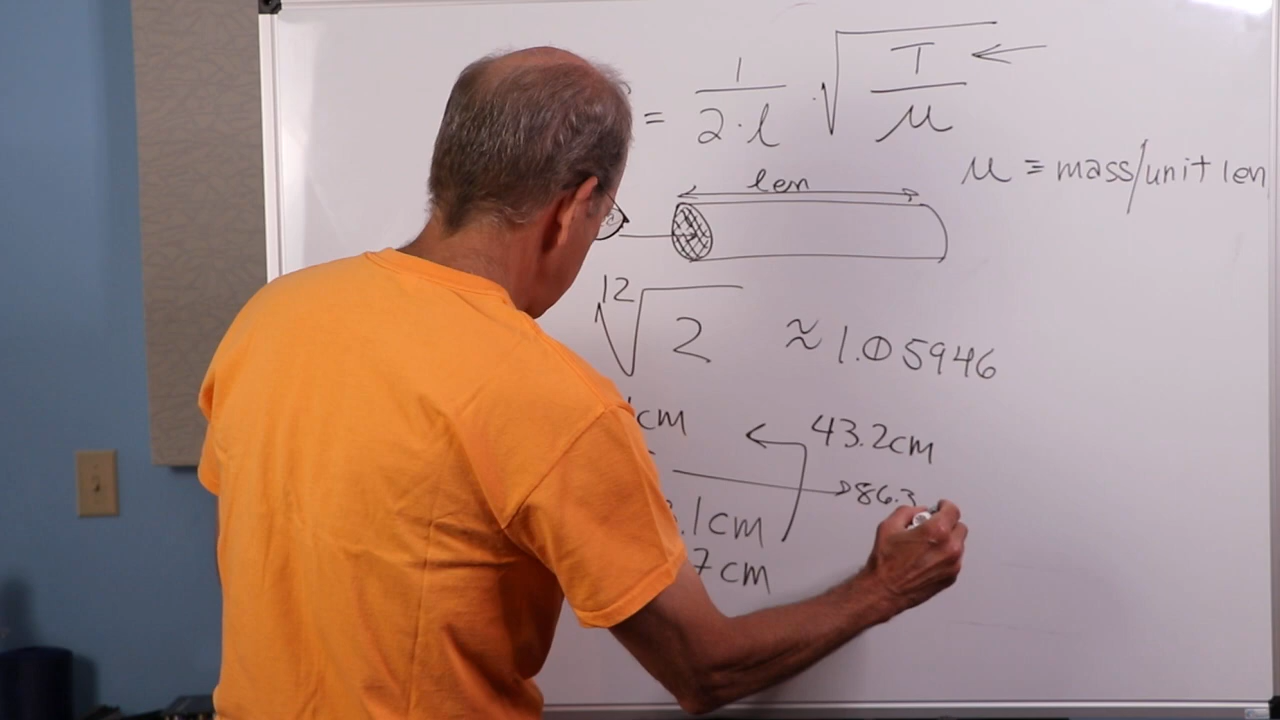 = 1/2·l · √T/μ ←
μ ≡ mass/unit len
len
12√2 ≈ 1.05946
cm 43.2cm
86.3
.1cm
7cm